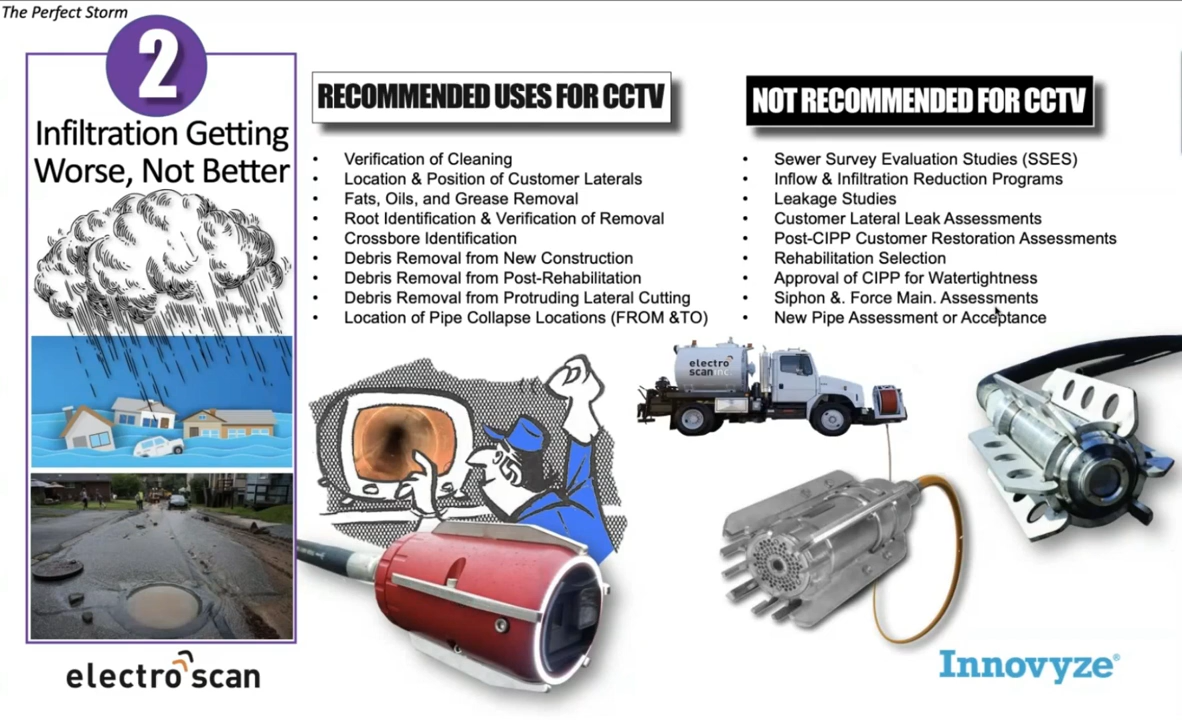 The Perfect Storm
2
Infiltration Getting
Worse, Not Better
electro scan
RECOMMENDED USES FOR CCTV
• Verification of Cleaning
• Location & Position of Customer Laterals
• Fats, Oils, and Grease Removal
• Root Identification & Verification of Removal
• Crossbore Identification
• Debris Removal from New Construction
• Debris Removal from Post-Rehabilitation
• Debris Removal from Protruding Lateral Cutting
• Location of Pipe Collapse Locations (FROM &TO)
NOT RECOMMENDED FOR CCTV
• Sewer Survey Evaluation Studies (SSES)
• Inflow & Infiltration Reduction Programs
• Leakage Studies
• Customer Lateral Leak Assessments
• Post-CIPP Customer Restoration Assessments
• Rehabilitation Selection
• Approval of CIPP for Watertightness
• Siphon &. Force Main. Assessments
• New Pipe Assessment or Acceptance
electro
scan inc
Innovyze®